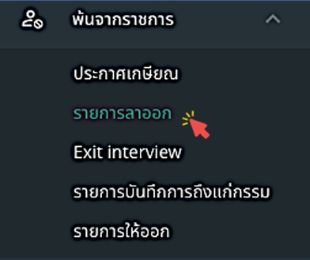 พ้นจากราชการ
ประกาศเกษียณ
รายการลาออก
Exit interview
รายการบันทึกการถึงแก่กรรม
รายการให้ออก